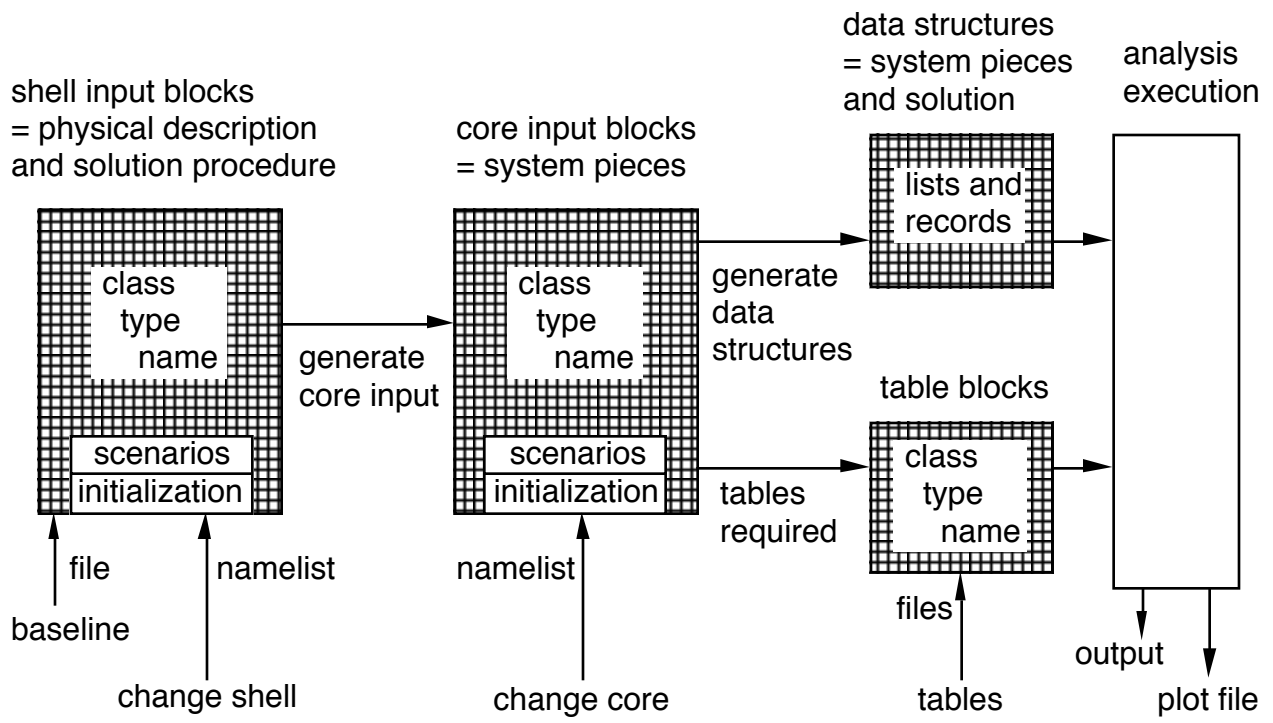 shell input blocks
= physical description
and solution procedure
class
type
name
scenarios
initialization
file
baseline
namelist
change shell
generate
core input
core input blocks
= system pieces
class
type
name
scenarios
initialization
namelist
change core
generate
data
structures
tables
required
data structures
= system pieces
and solution
lists and
records
table blocks
class
type
name
files
tables
analysis
execution
output
plot file